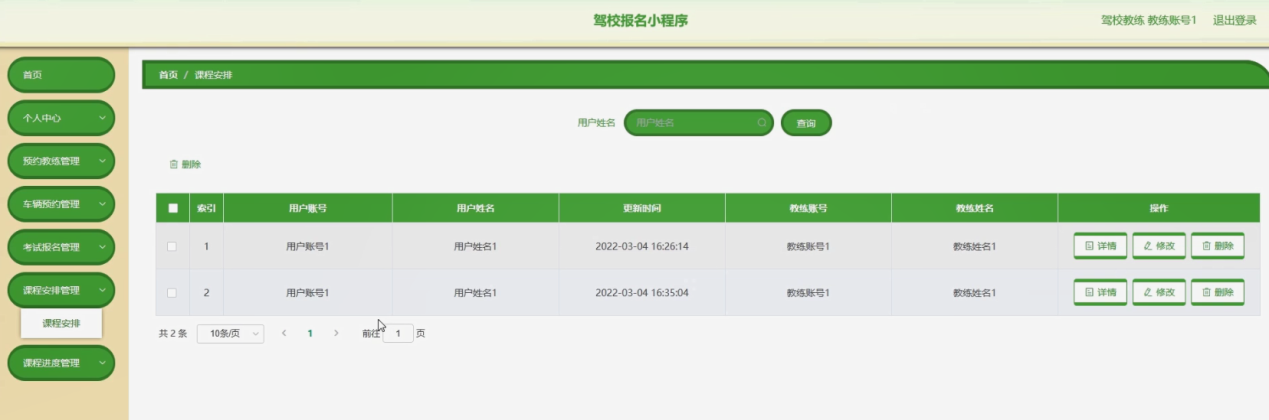 驾校报名小程序
驾校教练 教练账号1 退出登录
首页
个人中心
预约教练管理
车辆预约管理
考试报名管理
课程安排管理
课程安排
课程进度管理
首页 / 课程安排
用户姓名 用户姓名 查询
删除
索引 用户账号 用户姓名 更新时间 教练账号 教练姓名 操作
1 用户账号1 用户姓名1 2022-03-04 16:26:14 教练账号1 教练姓名1 详情 修改 删除
2 用户账号1 用户姓名1 2022-03-04 16:35:04 教练账号1 教练姓名1 详情 修改 删除
共 2 条 10条/页 1 前往 1 页